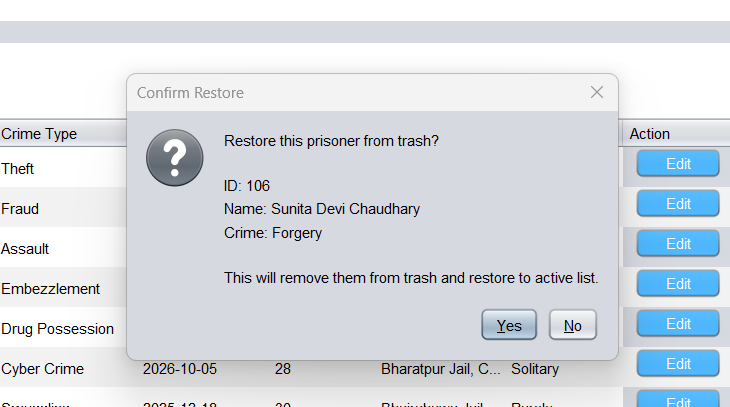 Confirm Restore
Crime Type
Action
Restore this prisoner from trash?
Theft
Edit
ID: 106
Fraud
Name: Sunita Devi Chaudhary
Edit
Crime: Forgery
Assault
Edit
This will remove them from trash and restore to active list.
Embezzlement
Edit
Yes
No
Drug Possession
Edit
Cyber Crime 2026-10-05 28 Bharatpur Jail, C... Solitary
Edit
Edit